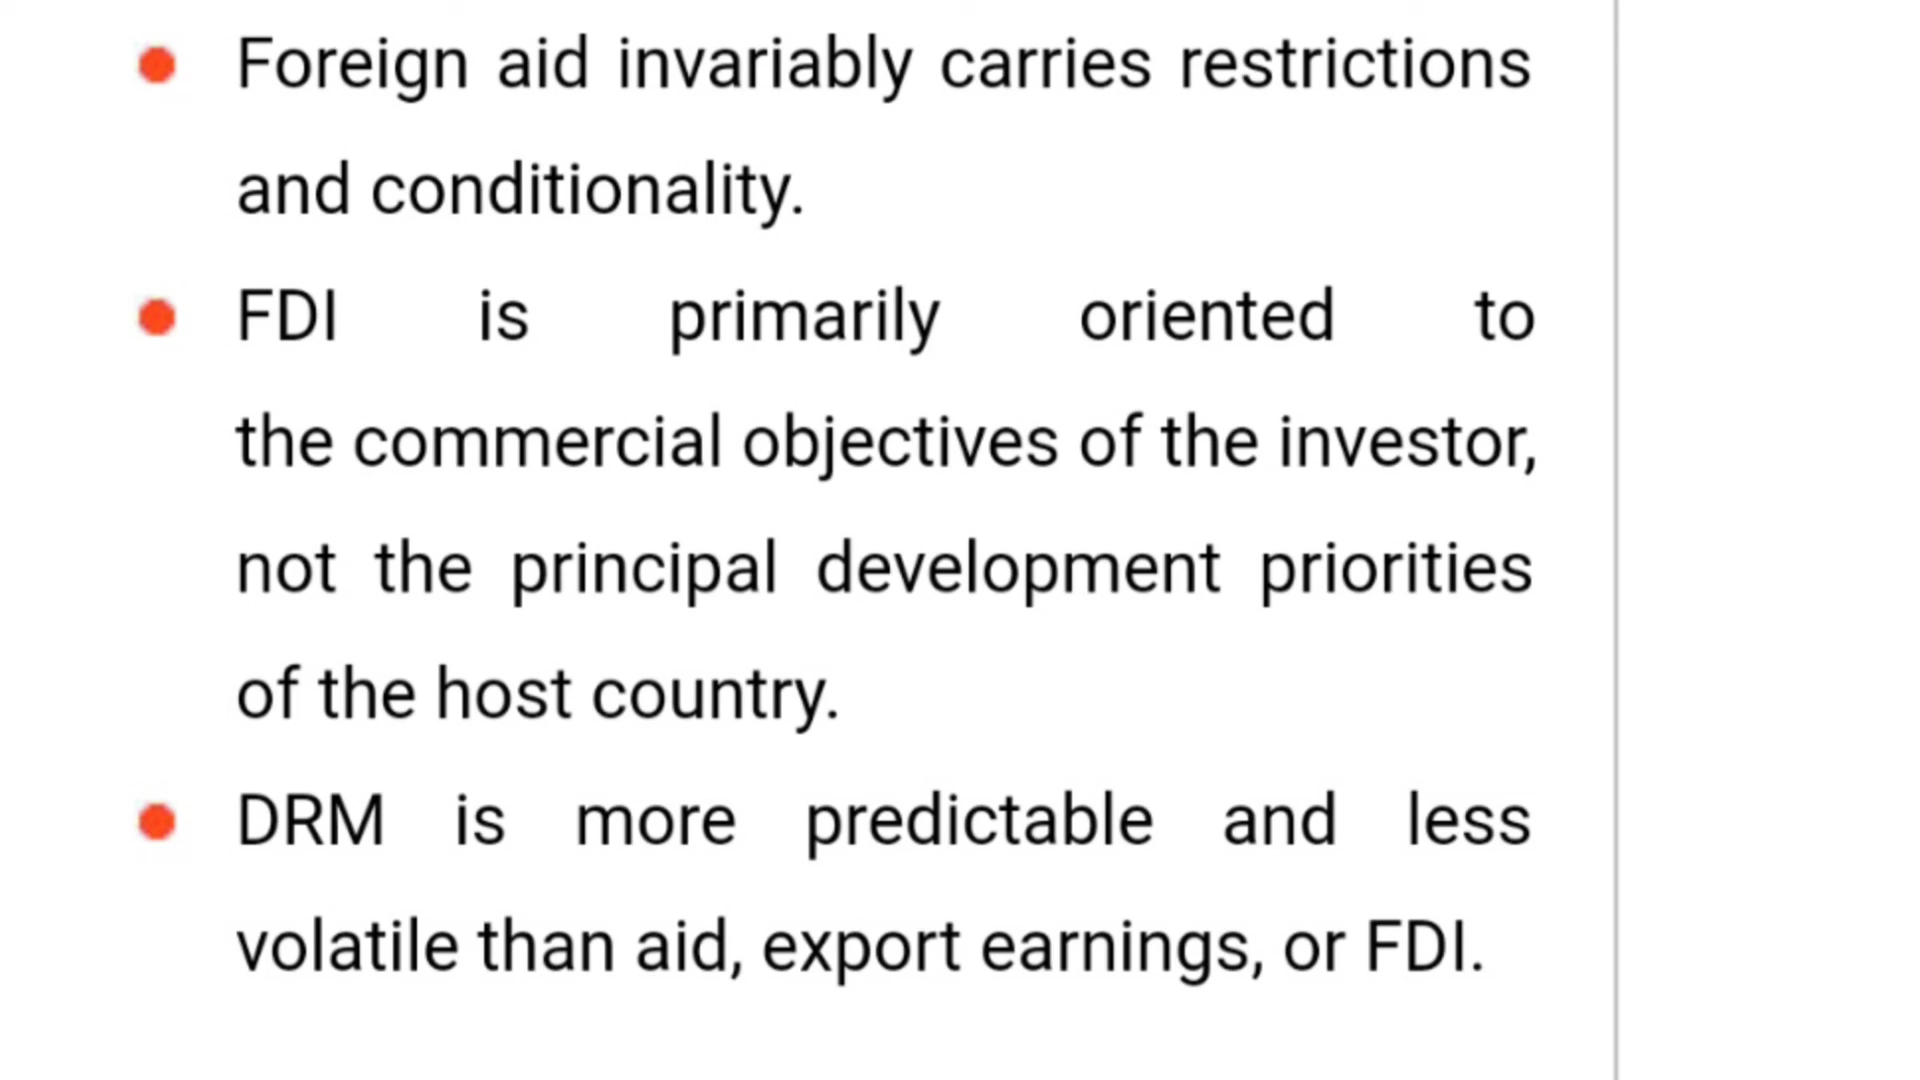 Foreign aid invariably carries restrictions
and conditionality.
FDI is primarily oriented to
the commercial objectives of the investor,
not the principal development priorities
of the host country.
DRM is more predictable and less
volatile than aid, export earnings, or FDI.